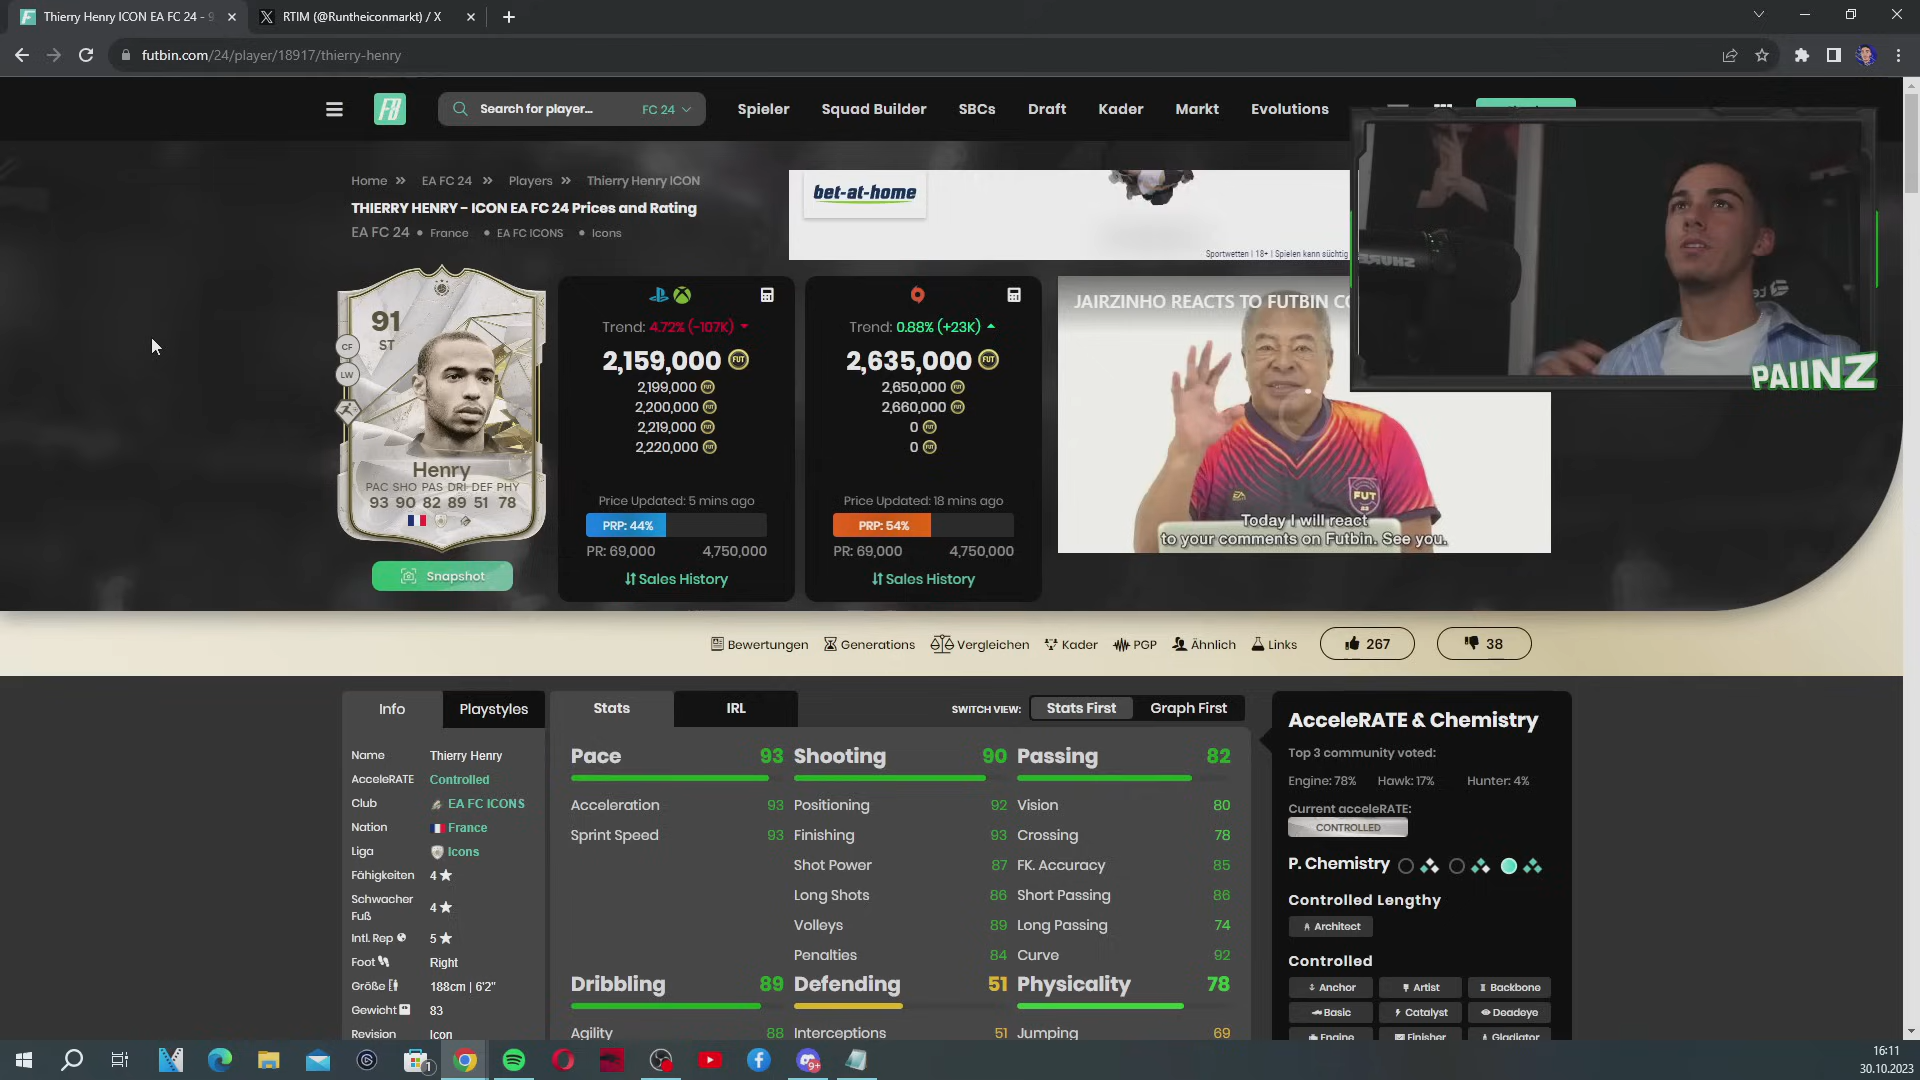 Thierry Henry ICON EA FC 24 - 9
RTIM (@Runtheiconmarkt) / X
futbin.com/24/player/18917/thierry-henry
FB
Search for player...
FC 24
Spieler
Squad Builder
SBCs
Draft
Kader
Markt
Evolutions
Home
EA FC 24
Players
Thierry Henry ICON
THIERRY HENRY - ICON EA FC 24 Prices and Rating
EA FC 24 • France • EA FC ICONS • Icons
bet-at-home
Sportwetten | 18+ | Spielen kann süchtig
SHURE
PAIINZ
91
ST
CF
LW
Henry
PAC SHO PAS DRI DEF PHY
93 90 82 89 51 78
Snapshot
Trend: 4.72% (-107K)
2,159,000
FUT
2,199,000
2,200,000
2,219,000
2,220,000
Price Updated: 5 mins ago
PRP: 44%
PR: 69,000
4,750,000
Sales History
Trend: 0.88% (+23K)
2,635,000
FUT
2,650,000
2,660,000
0
0
Price Updated: 18 mins ago
PRP: 54%
PR: 69,000
4,750,000
Sales History
JAIRZINHO REACTS TO FUTBIN CO
FUT
Today I will react
to your comments on Futbin. See you.
Bewertungen
Generations
Vergleichen
Kader
PGP
Ähnlich
Links
267
38
Info
Playstyles
Name Thierry Henry
AcceleRATE Controlled
Club EA FC ICONS
Nation France
Liga Icons
Fähigkeiten 4
Schwacher
Fuß 4
Intl. Rep 5
Foot Right
Größe 188cm | 6'2"
Gewicht 83
Revision Icon
Stats
IRL
SWITCH VIEW:
Stats First
Graph First
Pace 93
Acceleration 93
Sprint Speed 93
Shooting 90
Positioning 92
Finishing 93
Shot Power 87
Long Shots 86
Volleys 89
Penalties 84
Passing 82
Vision 80
Crossing 78
FK. Accuracy 85
Short Passing 86
Long Passing 74
Curve 92
Dribbling 89
Agility 88
Defending 51
Interceptions 51
Physicality 78
Jumping 69
AcceleRATE & Chemistry
Top 3 community voted:
Engine: 78% Hawk: 17% Hunter: 4%
Current acceleRATE:
CONTROLLED
P. Chemistry
Controlled Lengthy
Architect
Controlled
Anchor
Artist
Backbone
Basic
Catalyst
Deadeye
Engine
Finisher
Gladiator
1
9+
16:11
30.10.2023